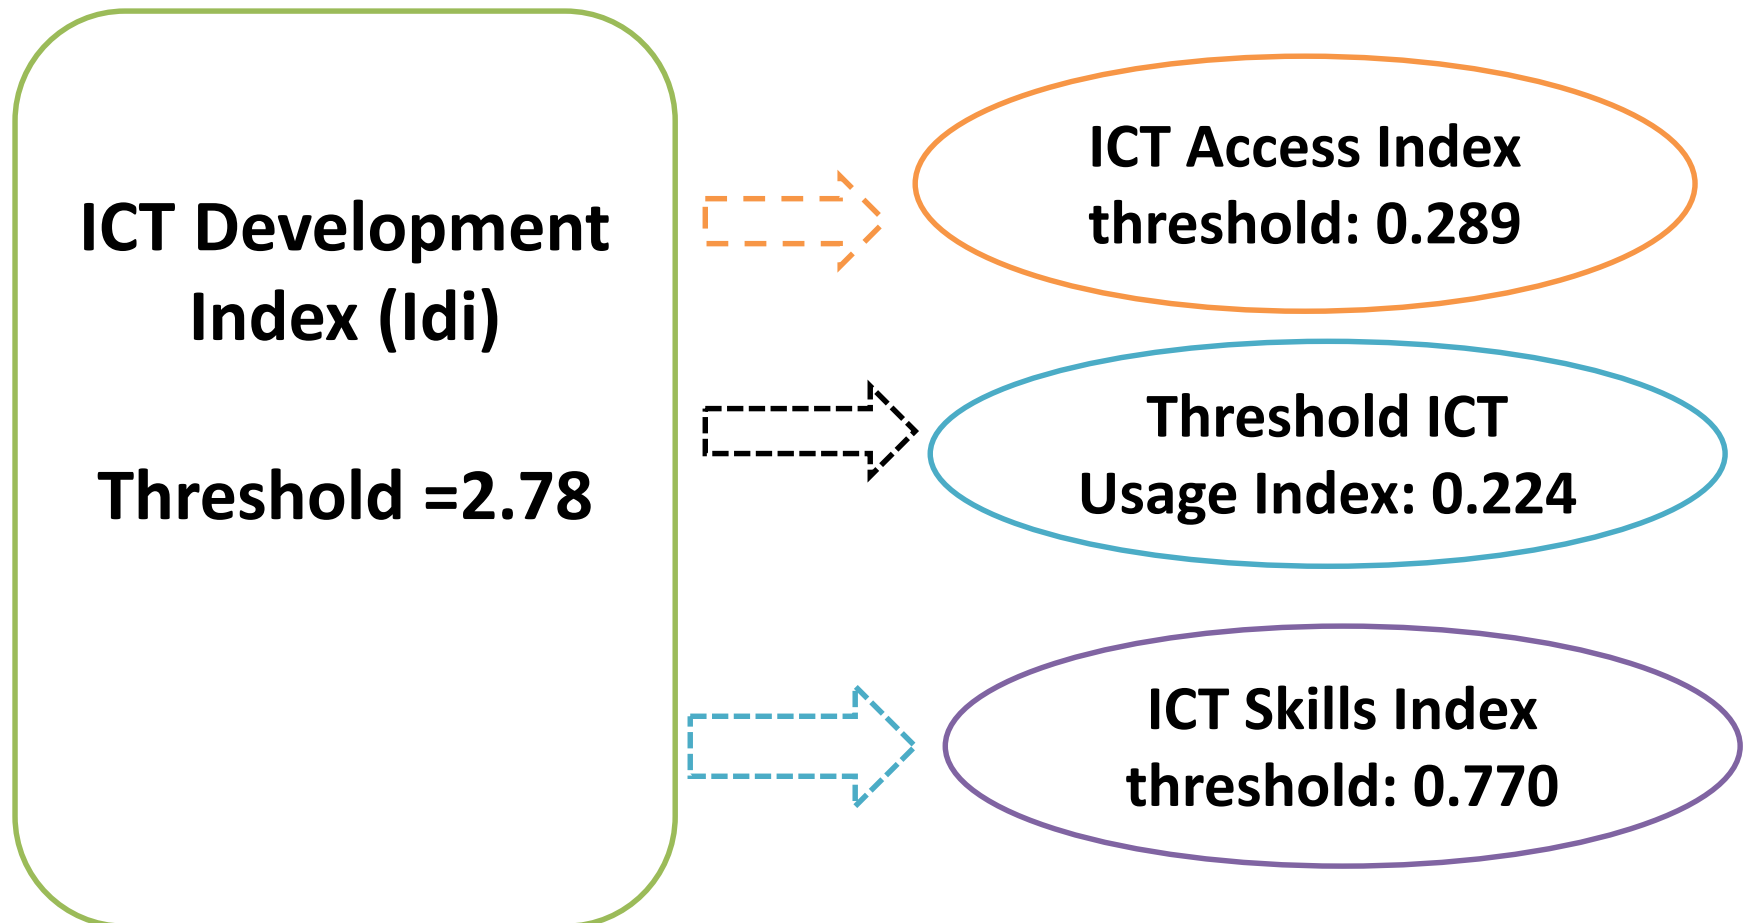 ICT Development
Index (Idi)
Threshold =2.78
ICT Access Index
threshold: 0.289
Threshold ICT
Usage Index: 0.224
ICT Skills Index
threshold: 0.770